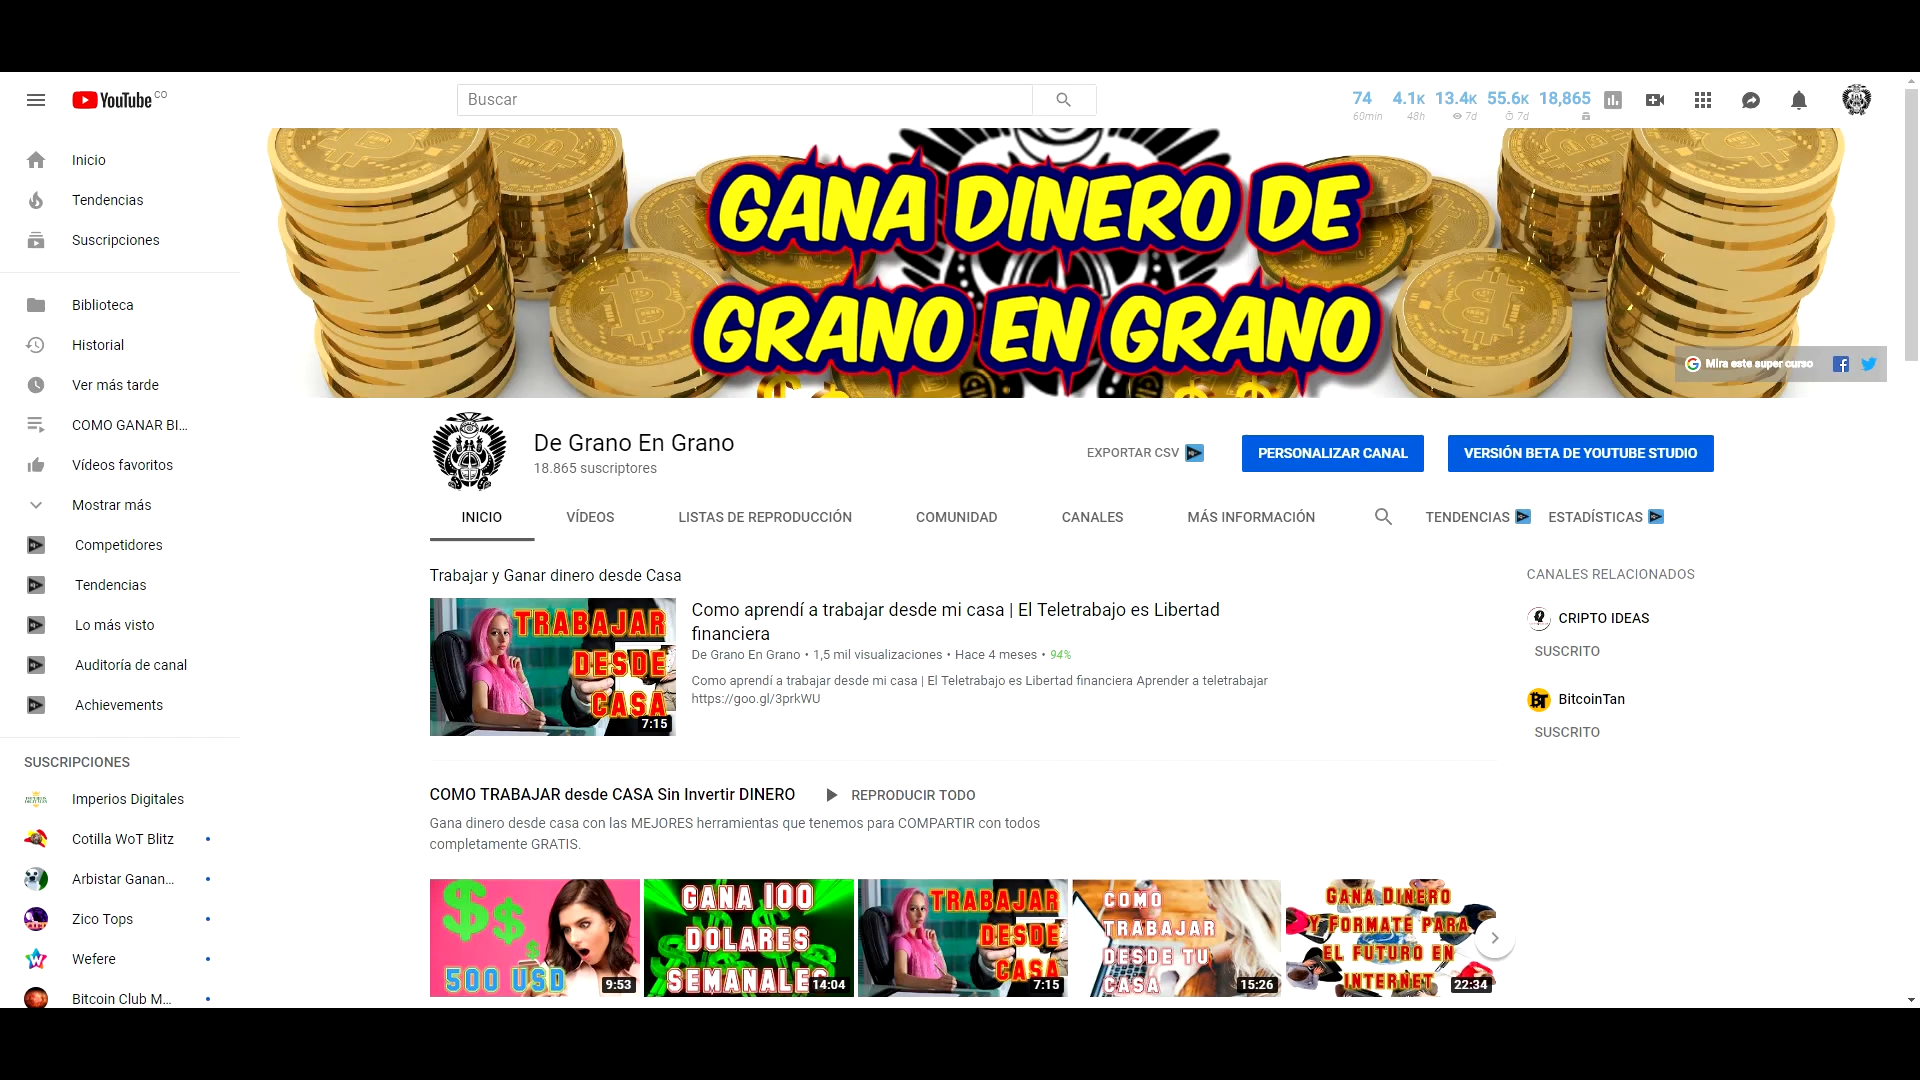 YouTube CO
Buscar
74 4.1K 13.4K 55.6K 18,865
60min 48h 7d 7d
Inicio
Tendencias
Suscripciones
Biblioteca
Historial
Ver más tarde
COMO GANAR BI...
Vídeos favoritos
Mostrar más
Competidores
Tendencias
Lo más visto
Auditoría de canal
Achievements
SUSCRIPCIONES
Imperios Digitales
Cotilla WoT Blitz
Arbistar Ganan...
Zico Tops
Wefere
Bitcoin Club M...
GANA DINERO DE
GRANO EN GRANO
Mira este super curso
De Grano En Grano
18.865 suscriptores
EXPORTAR CSV
PERSONALIZAR CANAL
VERSIÓN BETA DE YOUTUBE STUDIO
INICIO VÍDEOS LISTAS DE REPRODUCCIÓN COMUNIDAD CANALES MÁS INFORMACIÓN TENDENCIAS ESTADÍSTICAS
Trabajar y Ganar dinero desde Casa
TRABAJAR
DESDE
CASA
7:15
Como aprendí a trabajar desde mi casa | El Teletrabajo es Libertad
financiera
De Grano En Grano • 1,5 mil visualizaciones • Hace 4 meses • 94%
Como aprendí a trabajar desde mi casa | El Teletrabajo es Libertad financiera Aprender a teletrabajar
https://goo.gl/3prkWU
CANALES RELACIONADOS
CRIPTO IDEAS
SUSCRITO
BitcoinTan
SUSCRITO
COMO TRABAJAR desde CASA Sin Invertir DINERO
REPRODUCIR TODO
Gana dinero desde casa con las MEJORES herramientas que tenemos para COMPARTIR con todos
completamente GRATIS.
$ $ $
500 USD
9:53
GANA 100
DOLARES
SEMANALES
14:04
TRABAJAR
DESDE
CASA
7:15
COMO
TRABAJAR
DESDE TU
CASA
15:26
GANA DINERO
Y FORMATE PARA
EL FUTURO EN
INTERNET
22:34